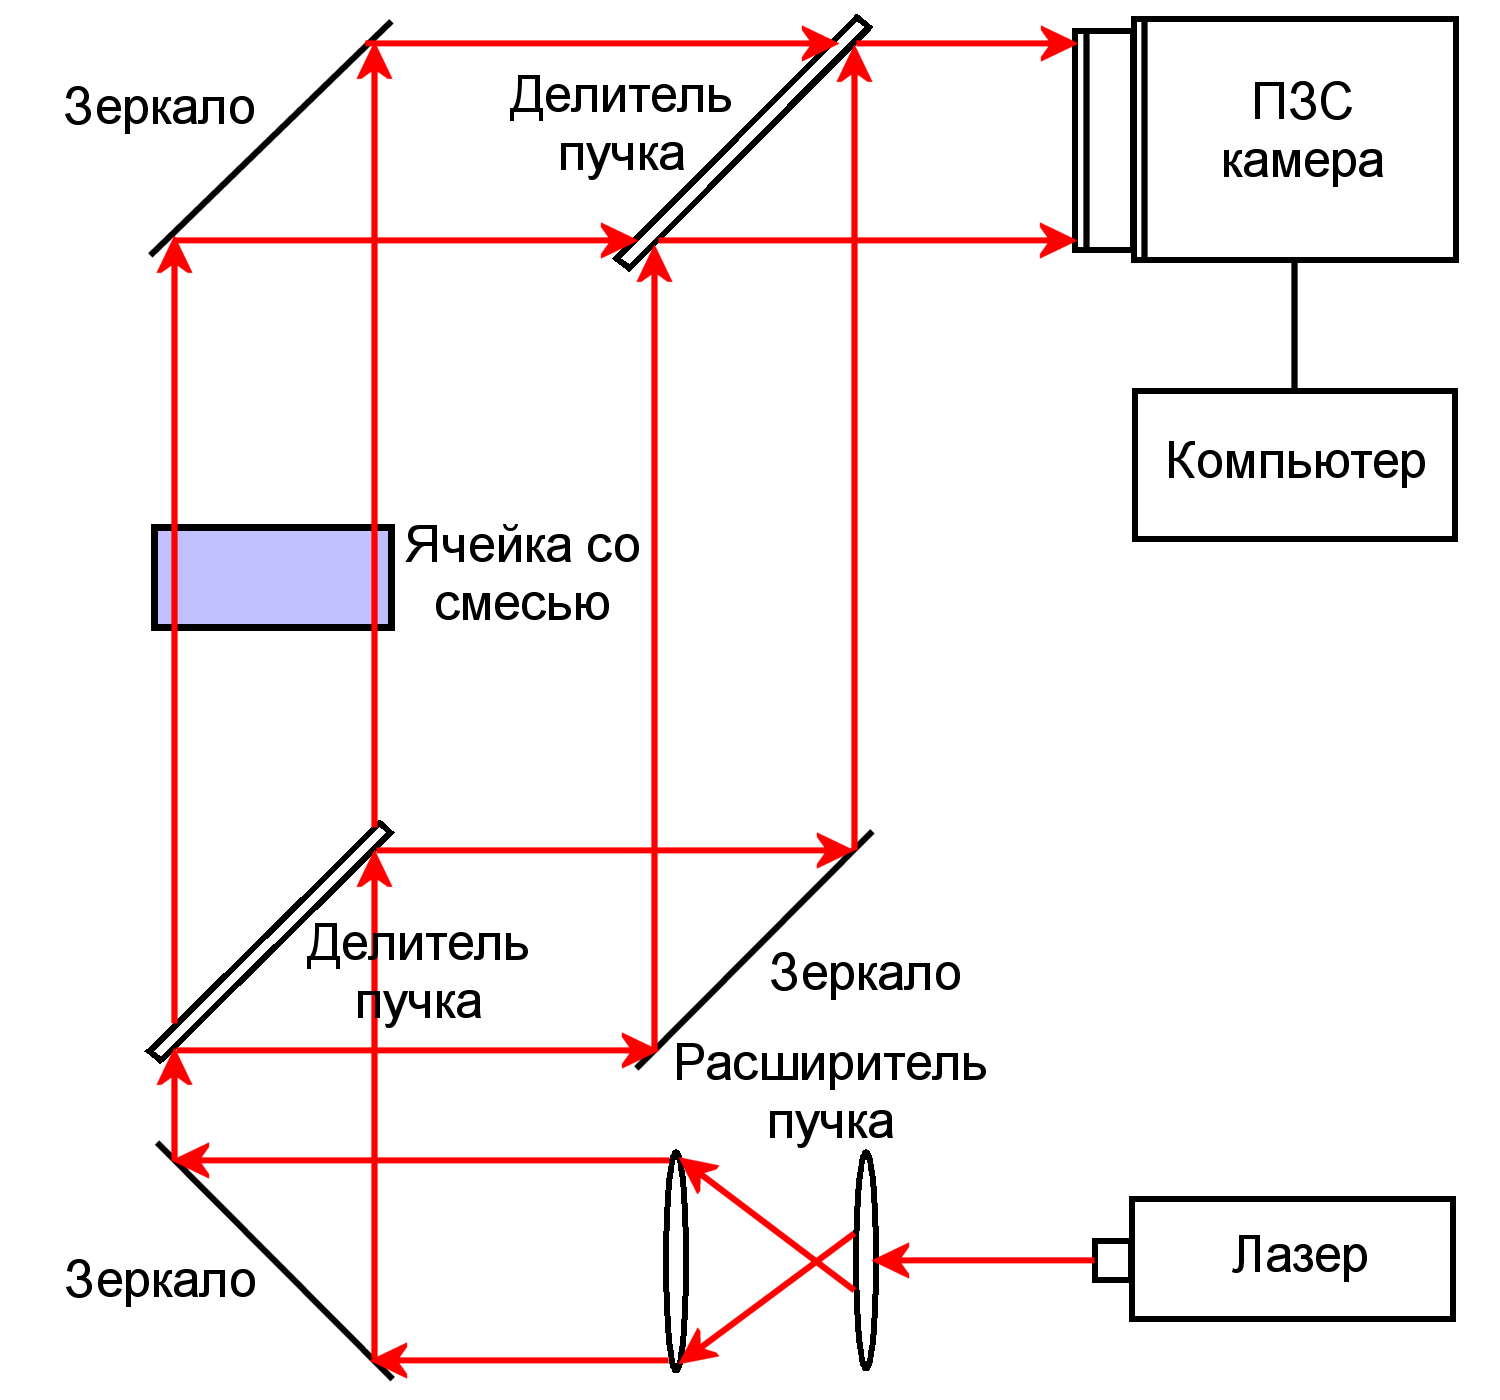 Зеркало
Делитель
пучка
ПЗС
камера
Компьютер
Ячейка со
смесью
Делитель
пучка
Зеркало
Расширитель
пучка
Зеркало
Лазер